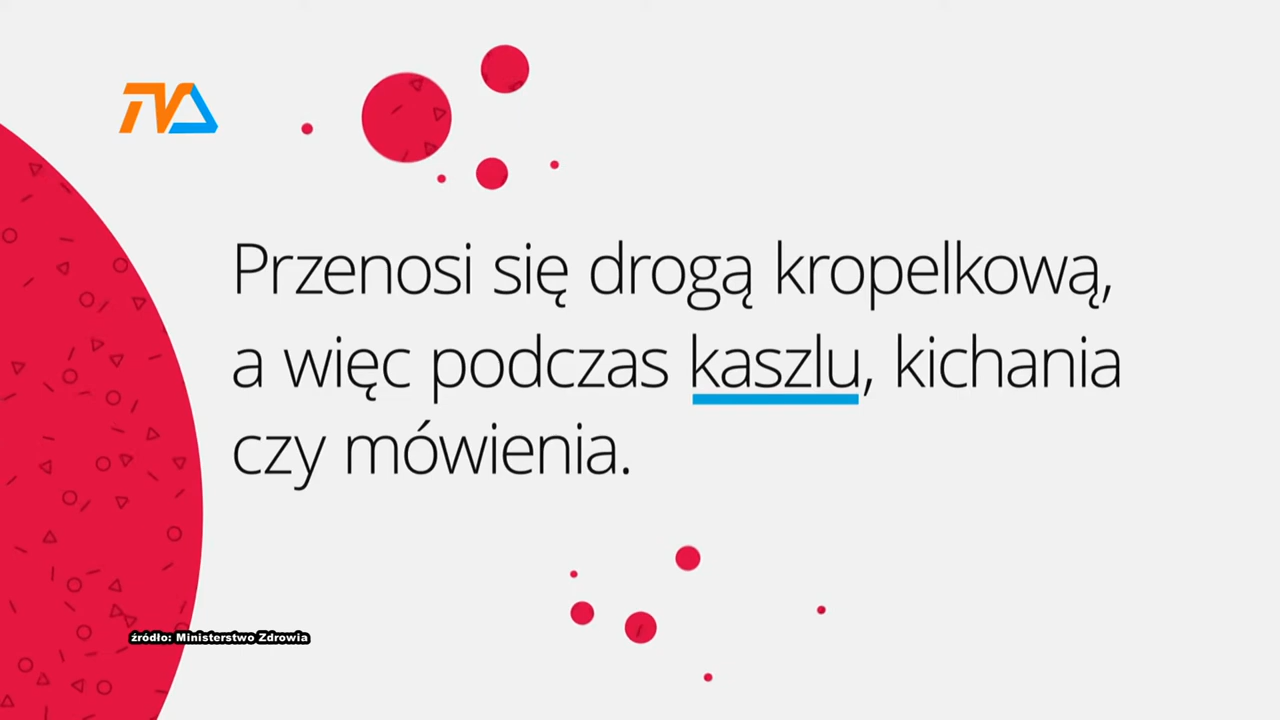 TVA
Przenosi się drogą kropelkową,
a więc podczas kaszlu, kichania
czy mówienia.
źródło: Ministerstwo Zdrowia